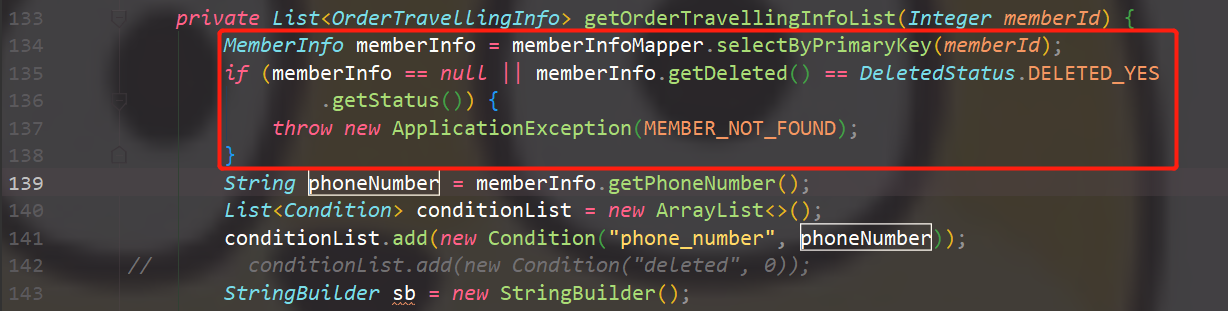 133 private List<OrderTravellingInfo> getOrderTravellingInfoList(Integer memberId) {
134 MemberInfo memberInfo = memberInfoMapper.selectByPrimaryKey(memberId);
135 if (memberInfo == null || memberInfo.getDeleted() == DeletedStatus.DELETED_YES
136 .getStatus()) {
137 throw new ApplicationException(MEMBER_NOT_FOUND);
138 }
139 String phoneNumber = memberInfo.getPhoneNumber();
140 List<Condition> conditionList = new ArrayList<>();
141 conditionList.add(new Condition("phone_number", phoneNumber));
142 // conditionList.add(new Condition("deleted", 0));
143 StringBuilder sb = new StringBuilder();